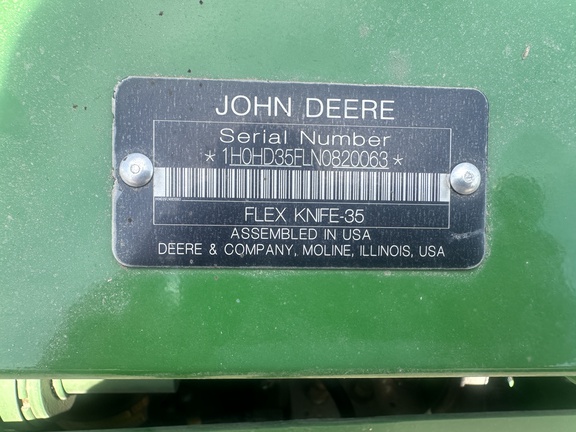 JOHN DEERE
Serial Number
*1H0HD35FLN0820063*
FLEX KNIFE-35
ASSEMBLED IN USA
DEERE & COMPANY, MOLINE, ILLINOIS, USA